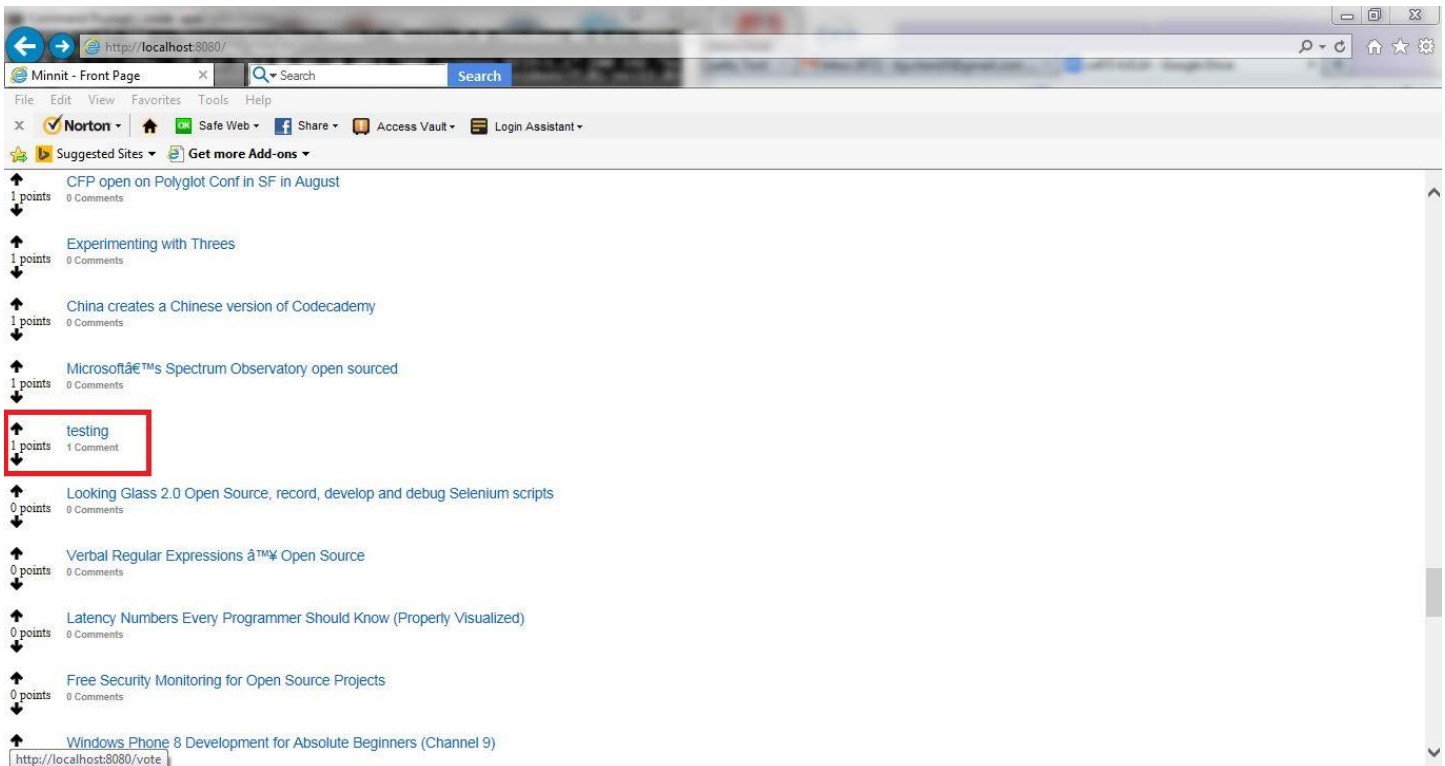 http://localhost:8080/
Minnit - Front Page
Search
Search
File Edit View Favorites Tools Help
x Norton
OK Safe Web
f Share
Access Vault
Login Assistant
Suggested Sites
Get more Add-ons
CFP open on Polyglot Conf in SF in August
1 points 0 Comments
Experimenting with Threes
1 points 0 Comments
China creates a Chinese version of Codecademy
1 points 0 Comments
Microsoftâ€™s Spectrum Observatory open sourced
1 points 0 Comments
testing
1 points 1 Comment
Looking Glass 2.0 Open Source, record, develop and debug Selenium scripts
0 points 0 Comments
Verbal Regular Expressions â™¥ Open Source
0 points 0 Comments
Latency Numbers Every Programmer Should Know (Properly Visualized)
0 points 0 Comments
Free Security Monitoring for Open Source Projects
0 points 0 Comments
Windows Phone 8 Development for Absolute Beginners (Channel 9)
http://localhost:8080/vote